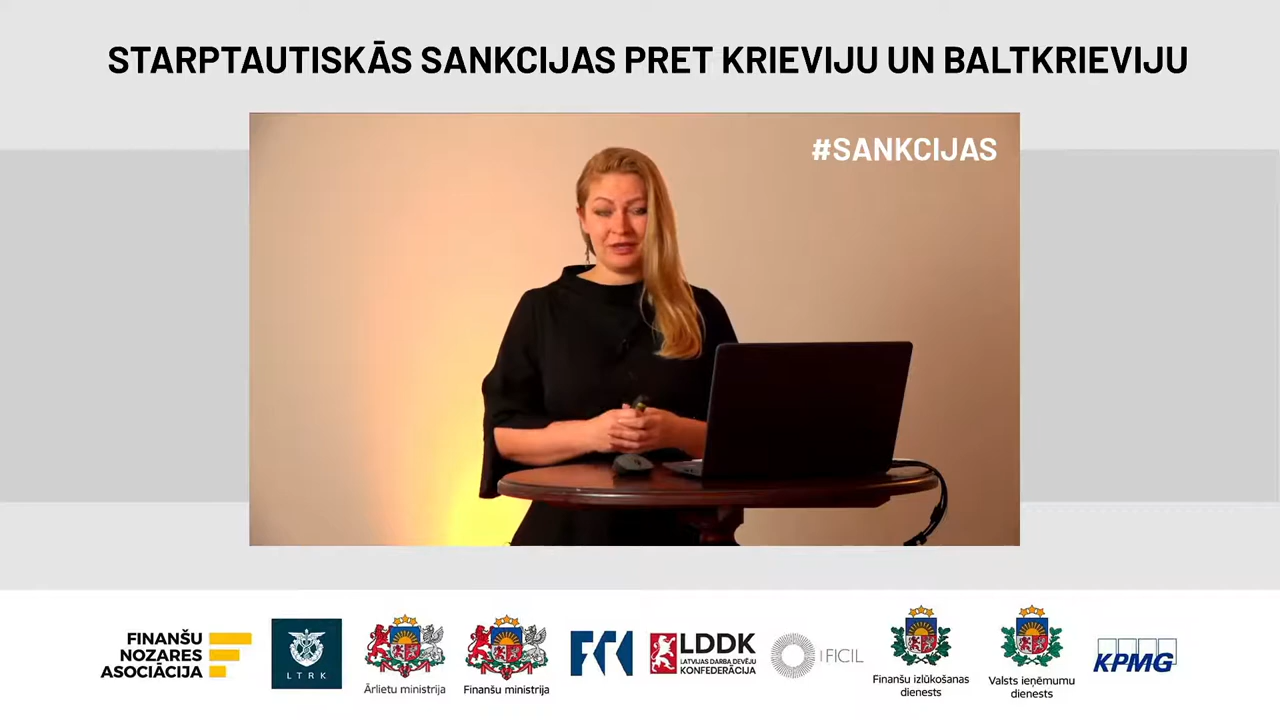 STARPTAUTISKĀS SANKCIJAS PRET KRIEVIJU UN BALTKRIEVIJU
#SANKCIJAS
FINANŠU
NOZARES
ASOCIĀCIJA
LTRK
Ārlietu ministrija
Finanšu ministrija
LDDK
LATVIJAS DARBA DEVĒJU
KONFEDERĀCIJA
FICIL
Finanšu izlūkošanas
dienests
Valsts ieņēmumu
dienests
KPMG